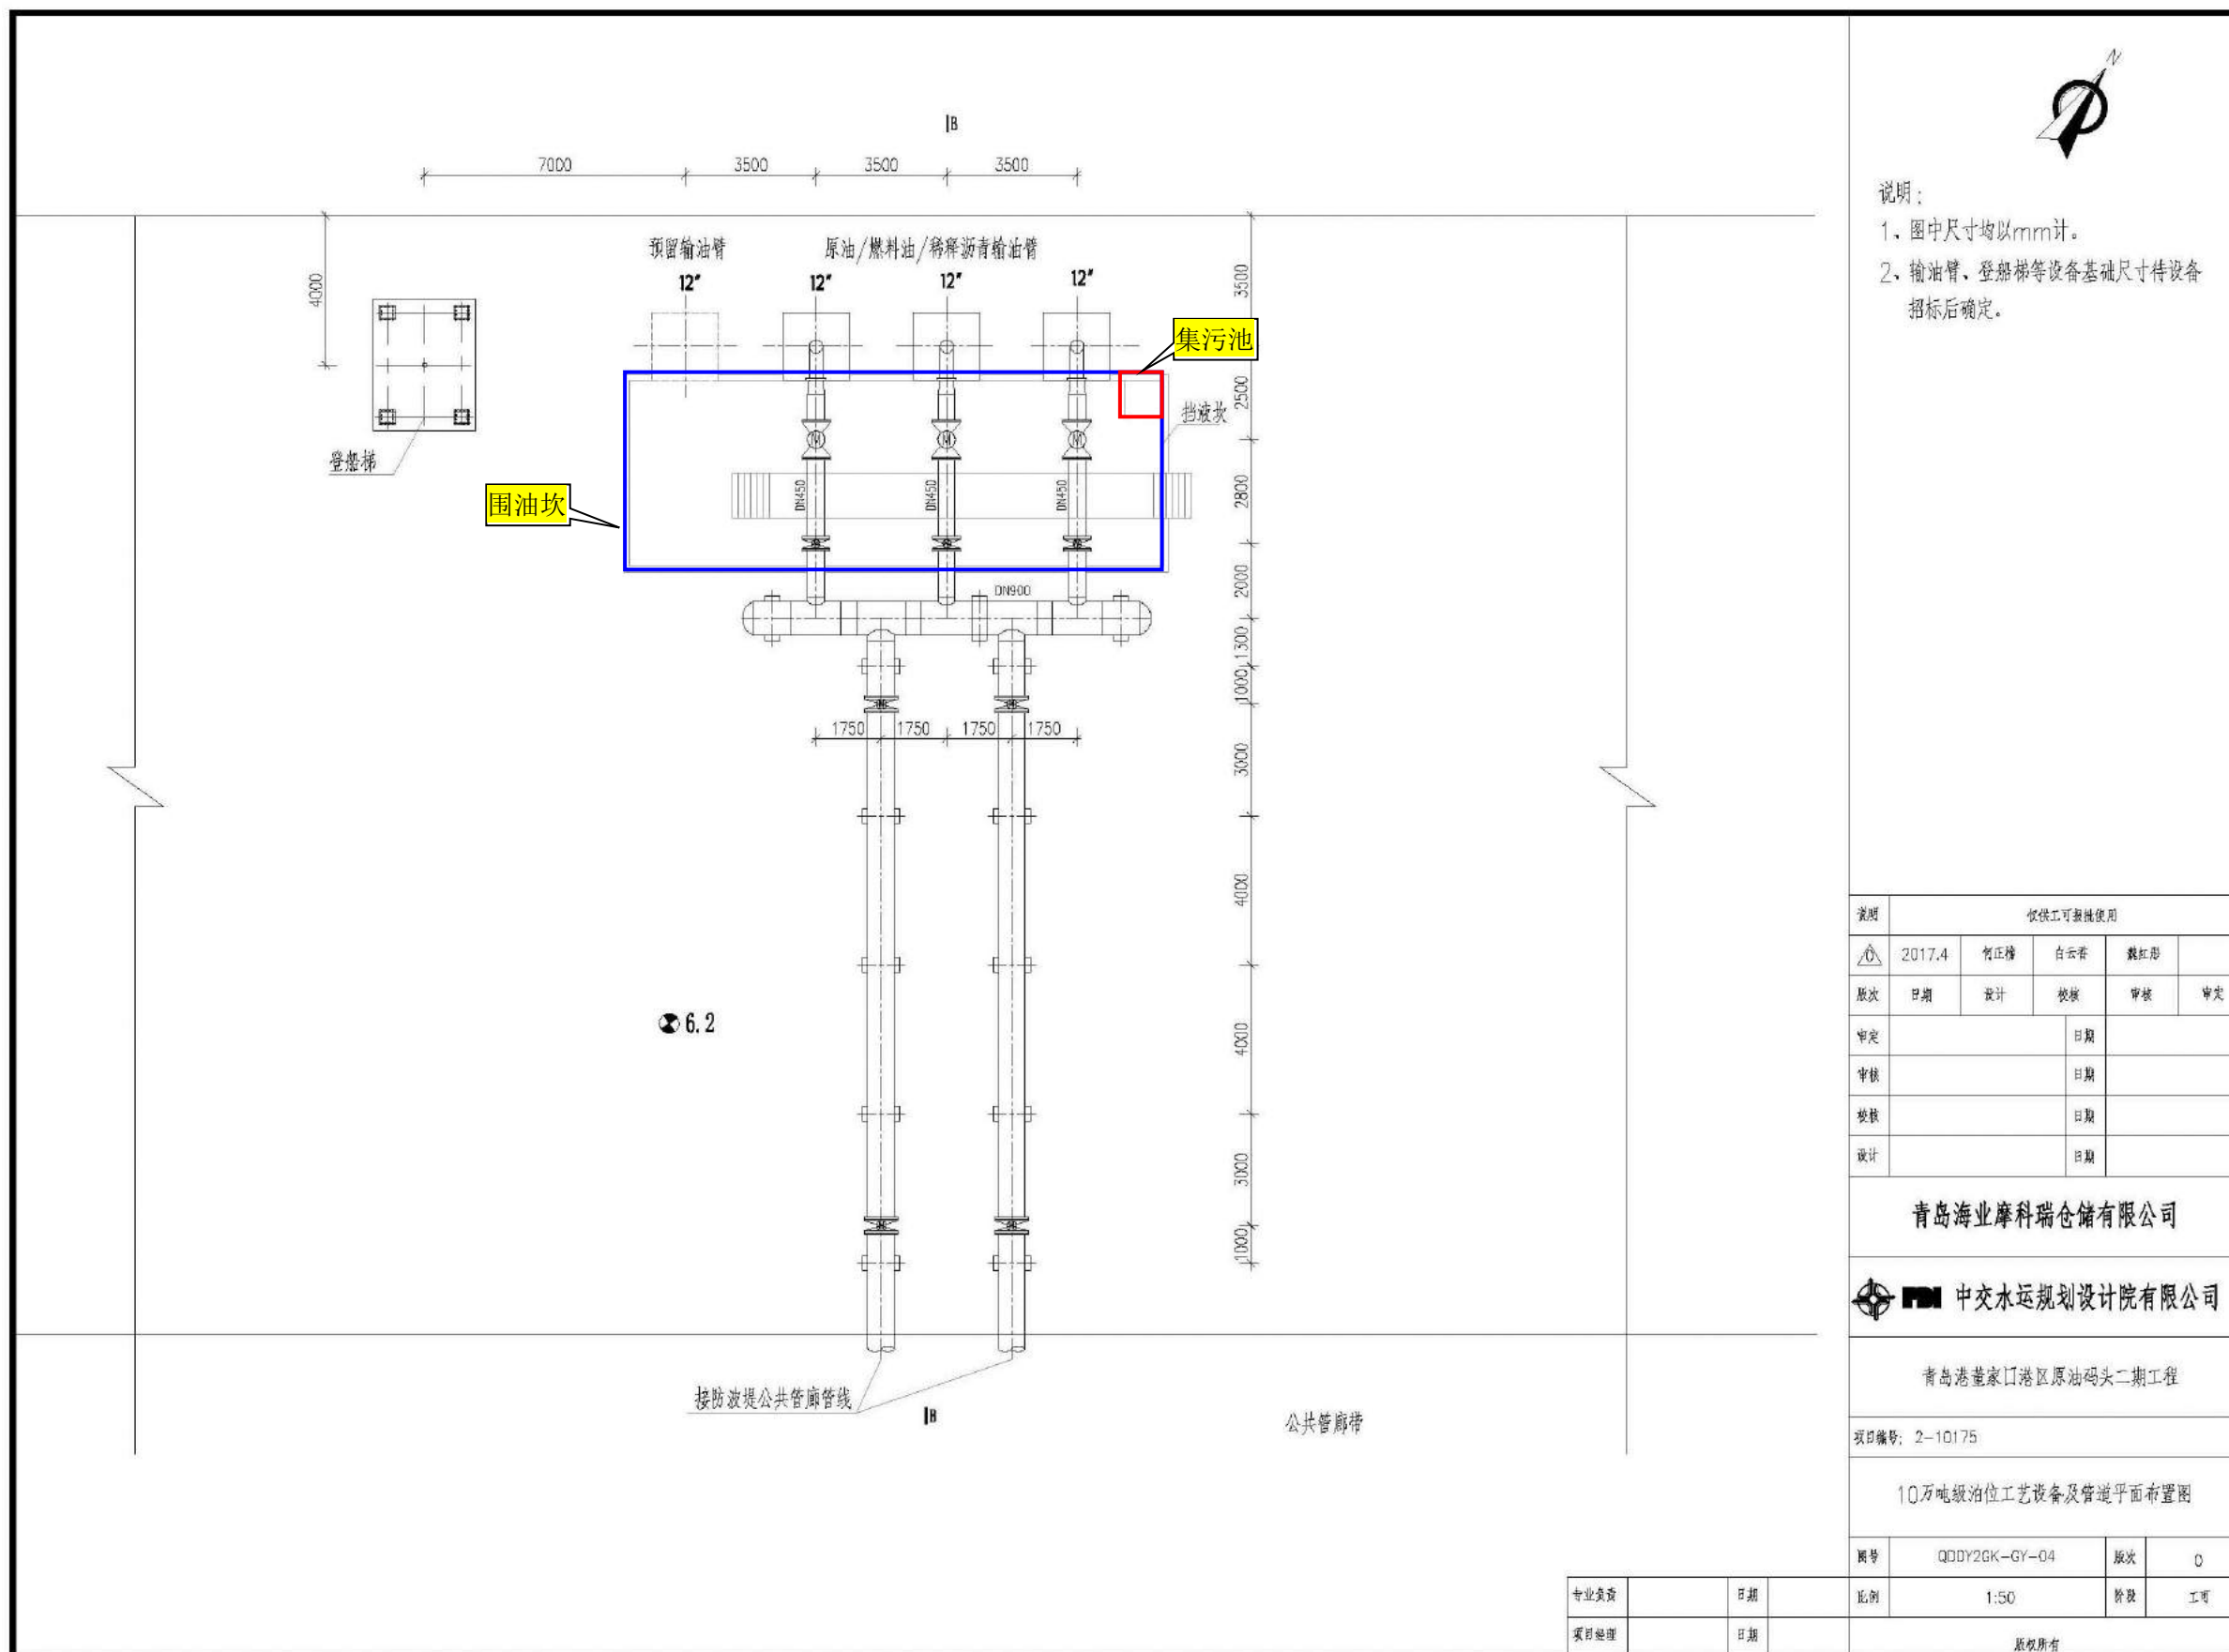 B
7000 3500 3500 3500
N
说明：
1、图中尺寸均以mm计。
2、输油臂、登船梯等设备基础尺寸待设备
招标后确定。
预留输油臂 原油/燃料油/稀释沥青输油臂
12" 12" 12" 12"
4000
3500
集污池
2500
挡液坎
登船梯
围油坎
DN450 DN450 DN450
2800
2000
DN900
1300
1000
1750 1750 1750 1750
3000
4000
4000
6.2
3000
1000
接防波堤公共管廊管线
B
公共管廊带
说明 仅供工可报批使用
0 2017.4 白云香
版次 日期 设计 校核 审核 审定
审定 日期
审核 日期
校核 日期
设计 日期
青岛海业摩科瑞仓储有限公司
PDI 中交水运规划设计院有限公司
青岛港董家口港区原油码头二期工程
项目编号: 2-10175
10万吨级泊位工艺设备及管道平面布置图
图号 QDDY2GK-GY-04 版次 0
专业负责 日期 比例 1:50 阶段 工可
项目经理 日期 版权所有